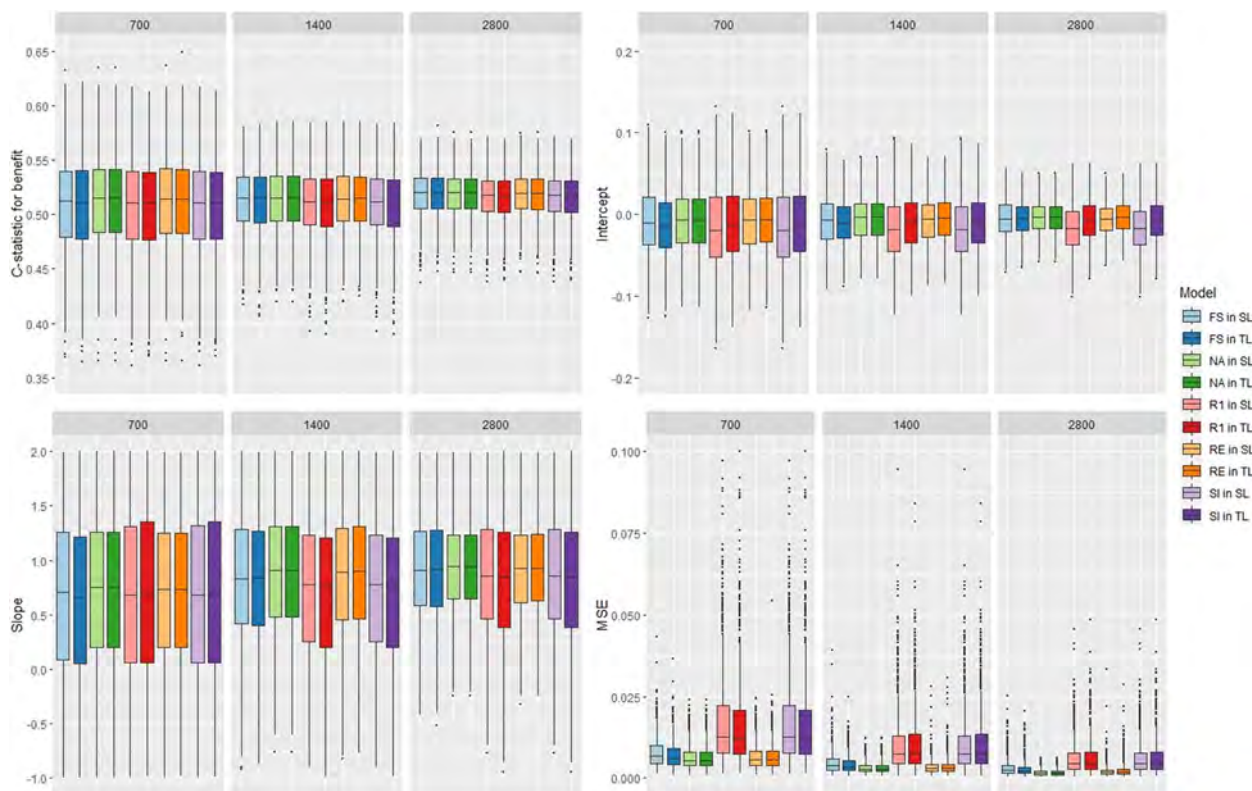 700 1400 2800
C-statistic for benefit
0.65
0.60
0.55
0.50
0.45
0.40
0.35
700 1400 2800
Intercept
0.2
0.1
0.0
-0.1
-0.2
700 1400 2800
Slope
2.0
1.5
1.0
0.5
0.0
-0.5
-1.0
700 1400 2800
MSE
0.100
0.075
0.050
0.025
0.000
Model
FS in SL
FS in TL
NA in SL
NA in TL
R1 in SL
R1 in TL
RE in SL
RE in TL
SI in SL
SI in TL